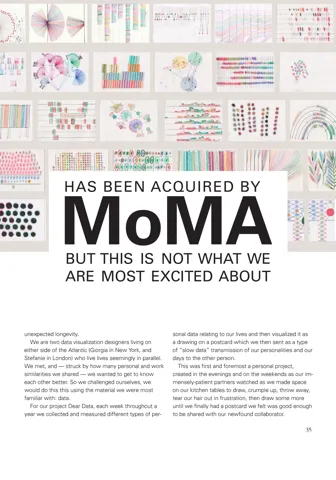 HAS BEEN ACQUIRED BY
MoMA
BUT THIS IS NOT WHAT WE
ARE MOST EXCITED ABOUT
unexpected longevity.
We are two data visualization designers living on
either side of the Atlantic (Giorgia in New York, and
Stefanie in London) who live lives seemingly in parallel.
We met, and — struck by how many personal and work
similarities we shared — we wanted to get to know
each other better. So we challenged ourselves, we
would do this this using the material we were most
familiar with: data.
For our project Dear Data, each week throughout a
year we collected and measured different types of per-
sonal data relating to our lives and then visualized it as
a drawing on a postcard which we then sent as a type
of “slow data” transmission of our personalities and our
days to the other person.
This was first and foremost a personal project,
created in the evenings and on the weekends as our im-
mensely-patient partners watched as we made space
on our kitchen tables to draw, crumple up, throw away,
tear our hair out in frustration, then draw some more
until we finally had a postcard we felt was good enough
to be shared with our newfound collaborator.
35